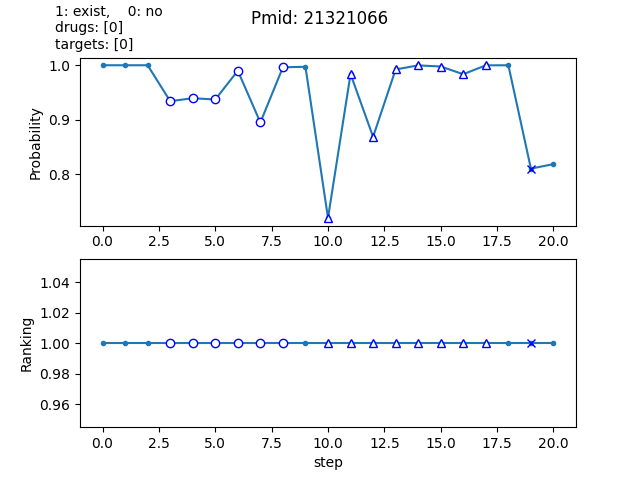 1: exist,    0: no
drugs: [0]
targets: [0]
Pmid: 21321066
1.0
0.9
0.8
Probability
0.0 2.5 5.0 7.5 10.0 12.5 15.0 17.5 20.0
1.04
1.02
1.00
0.98
0.96
Ranking
0.0 2.5 5.0 7.5 10.0 12.5 15.0 17.5 20.0
step